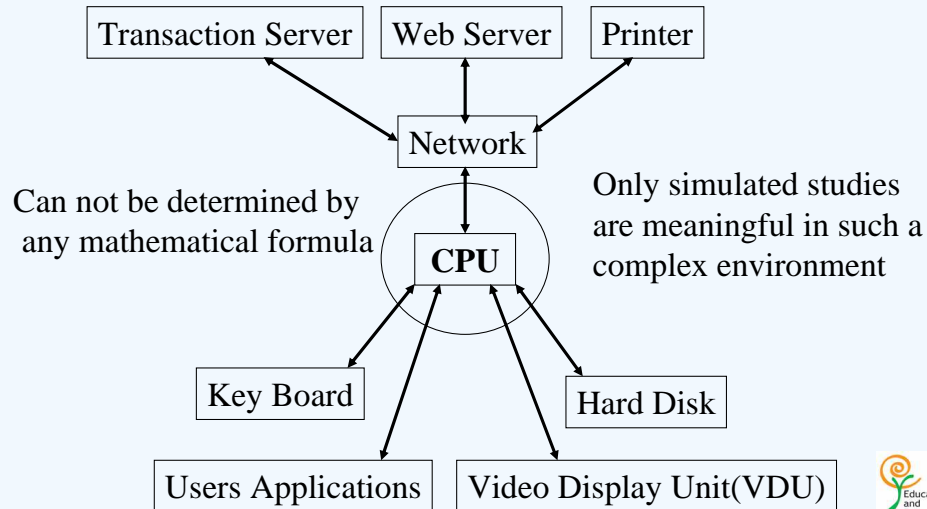 Transaction Server
Web Server
Printer
Network
Can not be determined by
any mathematical formula
Only simulated studies
are meaningful in such a
complex environment
CPU
Key Board
Hard Disk
Users Applications
Video Display Unit(VDU)
and